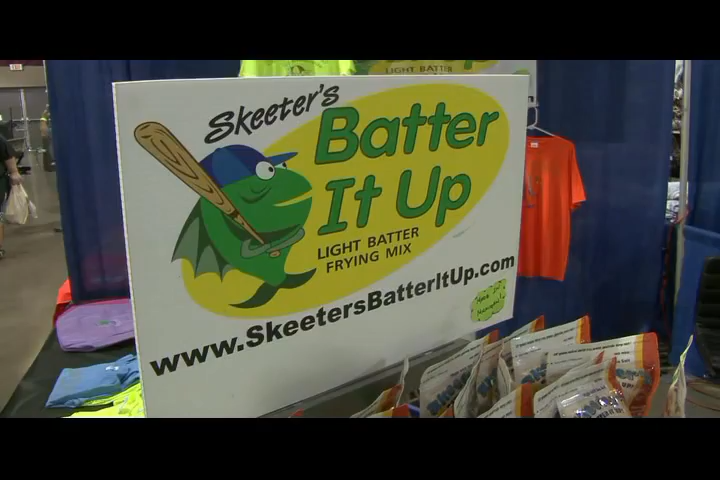 LIGHT BATTER
Skeeter's
Batter
It Up
LIGHT BATTER
FRYING MIX
www.SkeetersBatterItUp.com